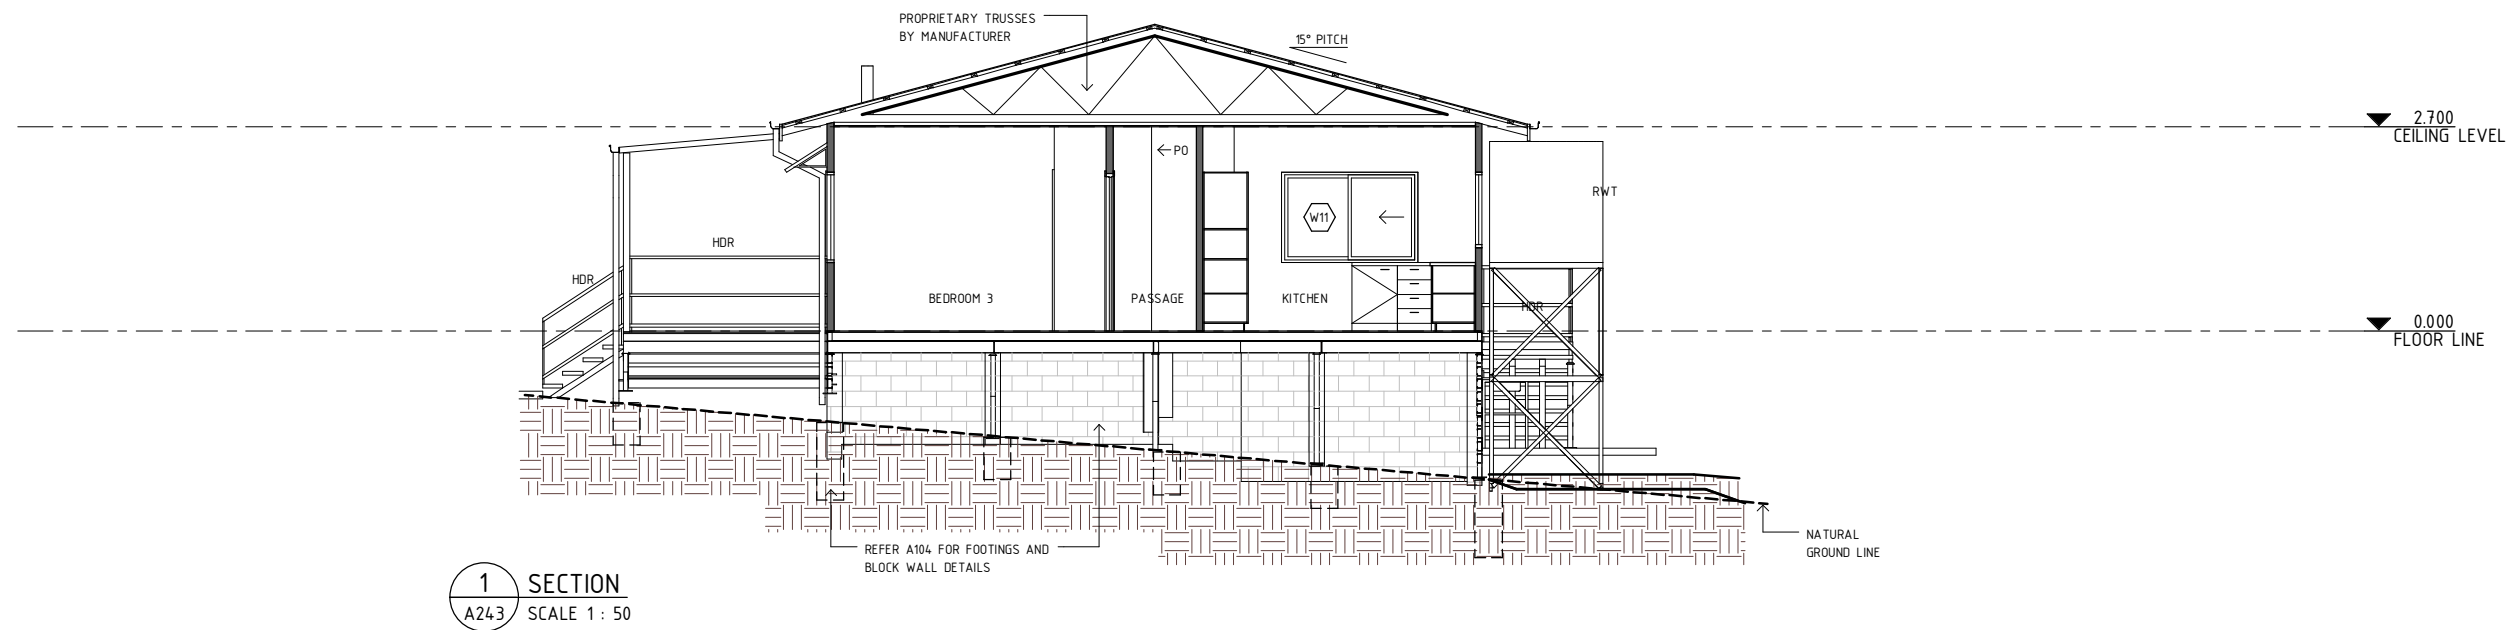 PROPRIETARY TRUSSES
BY MANUFACTURER
15° PITCH
2.700
CEILING LEVEL
PO
RWT
W11
HDR
HDR
BEDROOM 3
PASSAGE
KITCHEN
HDR
0.000
FLOOR LINE
NATURAL
GROUND LINE
REFER A104 FOR FOOTINGS AND
BLOCK WALL DETAILS
1
SECTION
A243
SCALE 1 : 50